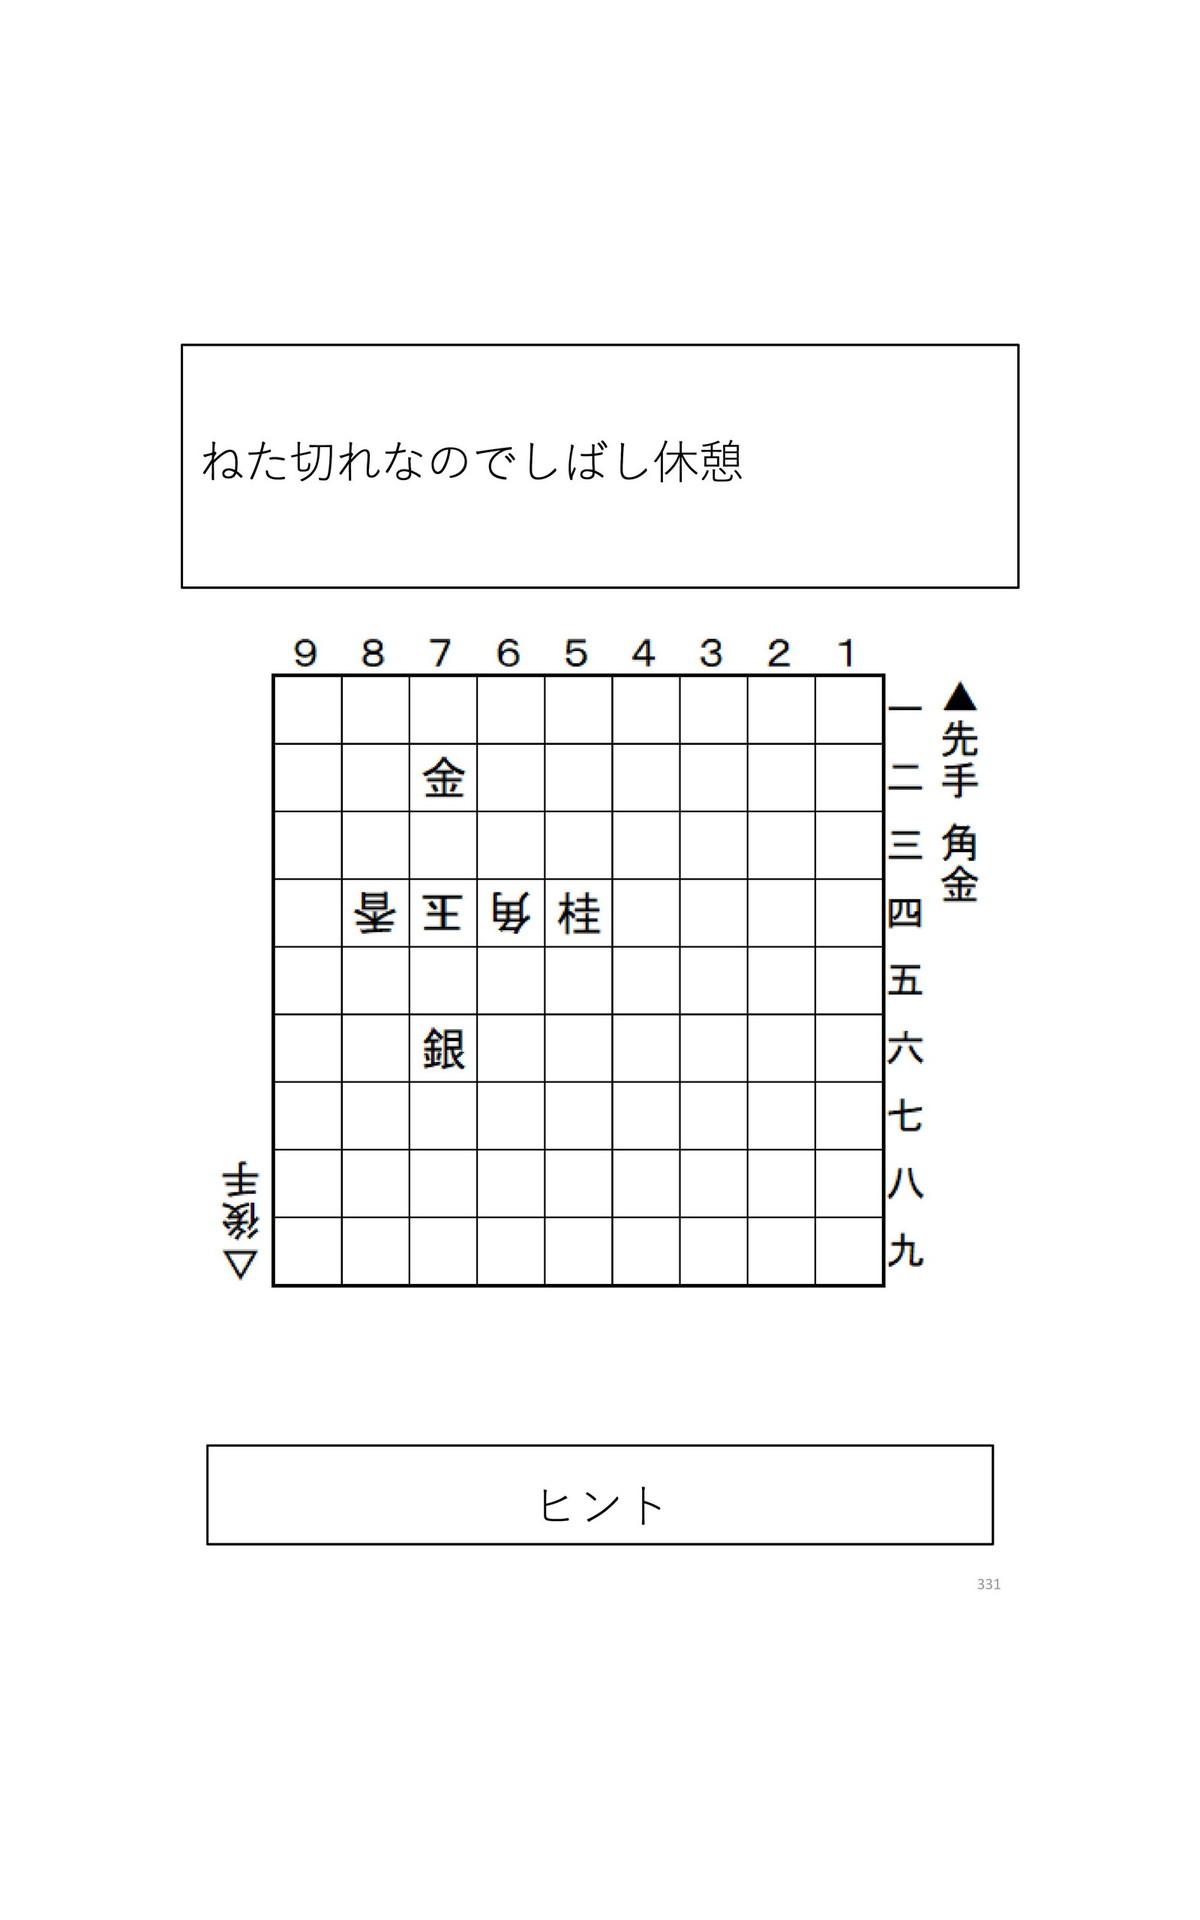 ねた切れなのでしばし休憩
9 8 7 6 5 4 3 2 1
一
二 金
三
四 香 王 角 桂
五
六 銀
七
八
九
▲先手 角金
△後手
ヒント
331